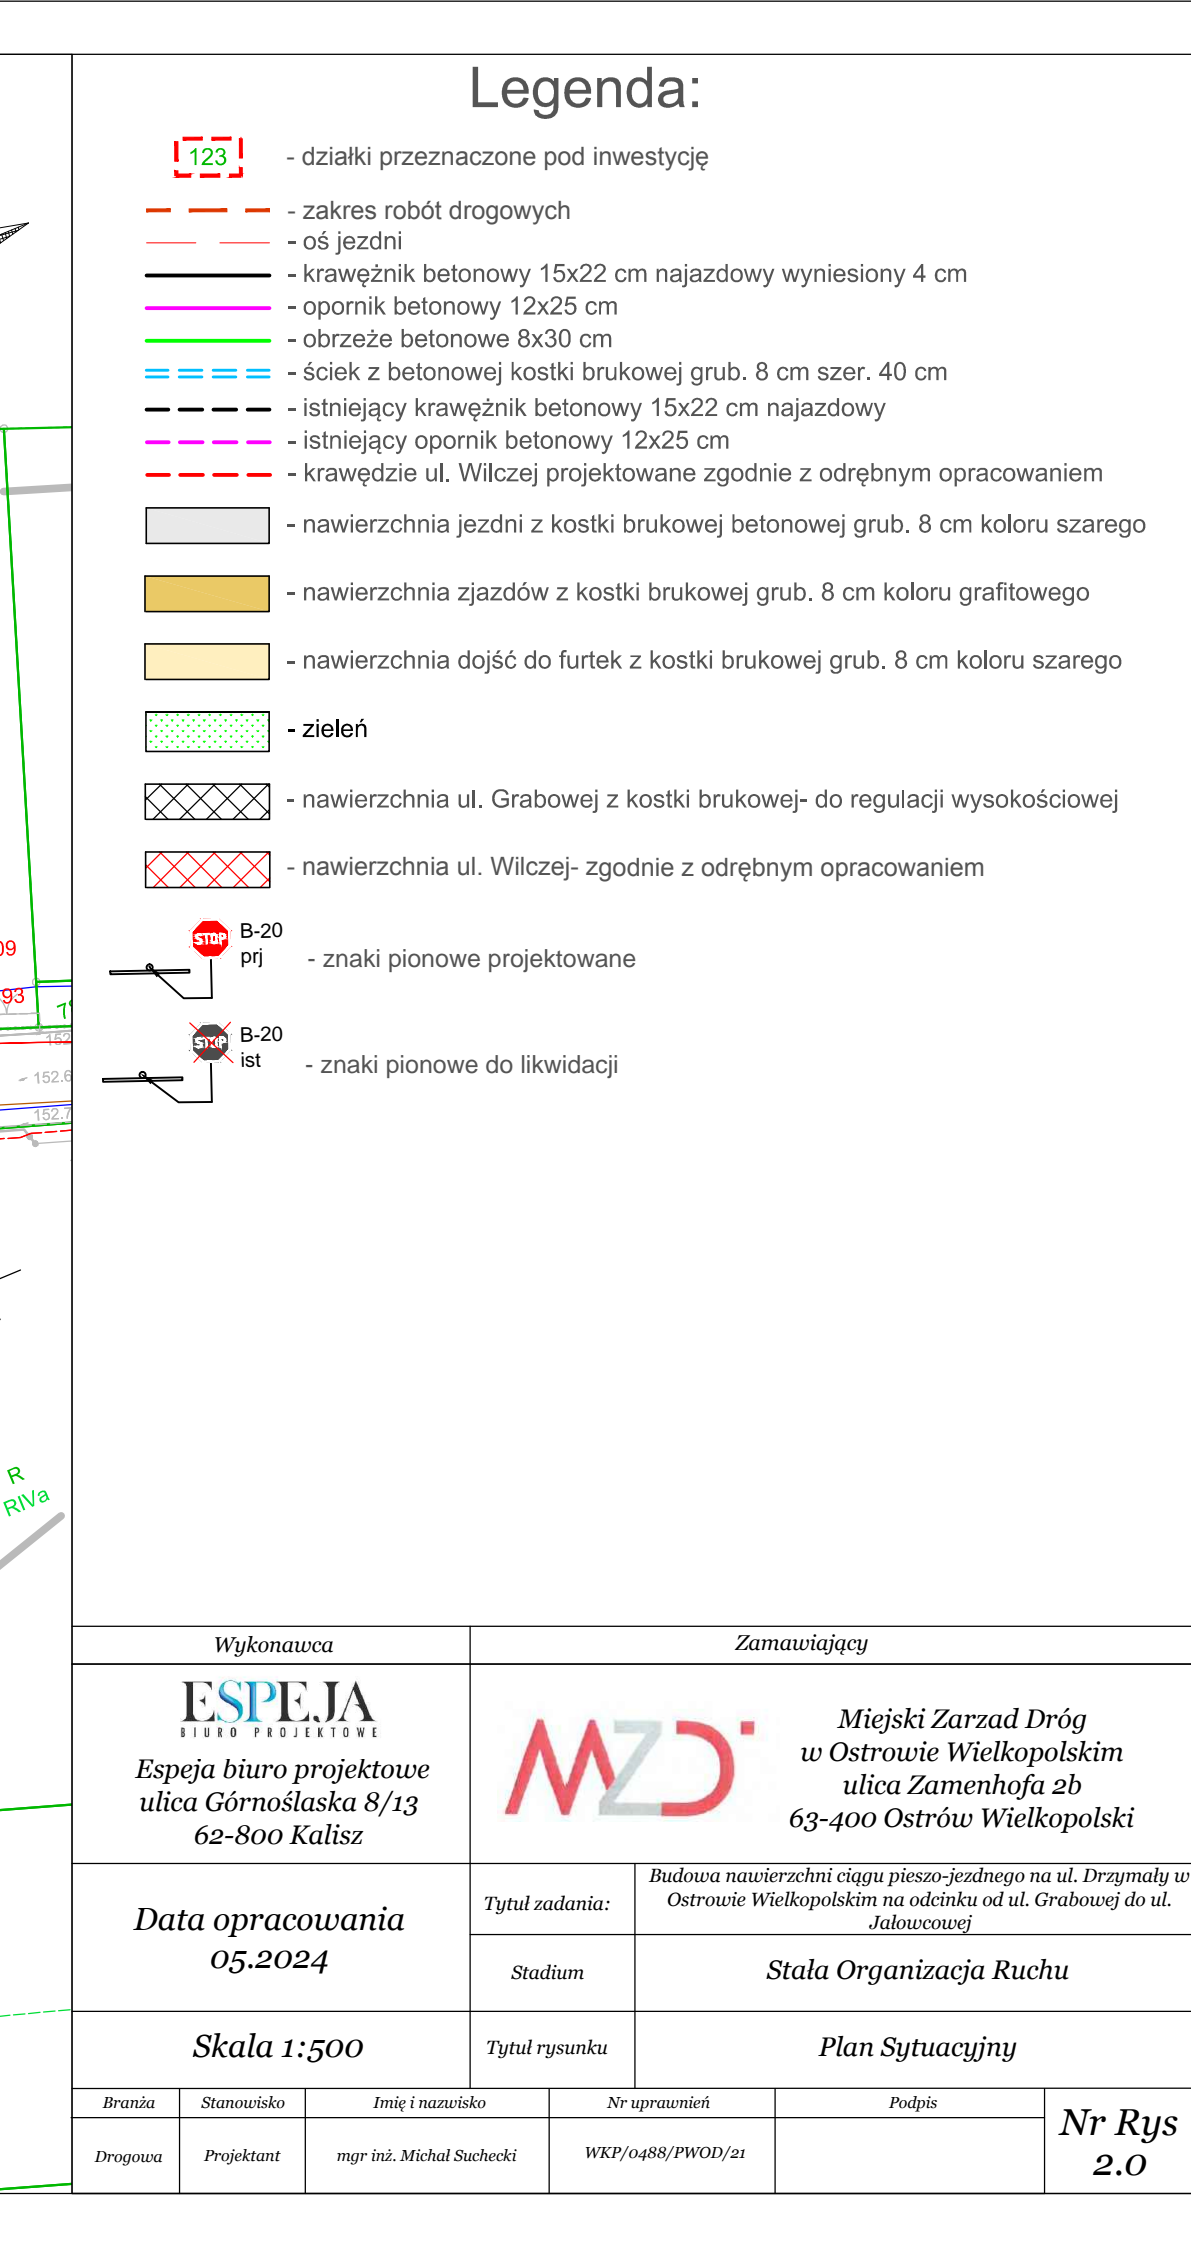 Legenda:
123 - działki przeznaczone pod inwestycję
- zakres robót drogowych
- oś jezdni
- krawężnik betonowy 15x22 cm najazdowy wyniesiony 4 cm
- opornik betonowy 12x25 cm
- obrzeże betonowe 8x30 cm
- ściek z betonowej kostki brukowej grub. 8 cm szer. 40 cm
- istniejący krawężnik betonowy 15x22 cm najazdowy
- istniejący opornik betonowy 12x25 cm
- krawędzie ul. Wilczej projektowane zgodnie z odrębnym opracowaniem
- nawierzchnia jezdni z kostki brukowej betonowej grub. 8 cm koloru szarego
- nawierzchnia zjazdów z kostki brukowej grub. 8 cm koloru grafitowego
- nawierzchnia dojść do furtek z kostki brukowej grub. 8 cm koloru szarego
- zieleń
- nawierzchnia ul. Grabowej z kostki brukowej- do regulacji wysokościowej
- nawierzchnia ul. Wilczej- zgodnie z odrębnym opracowaniem
STOP
B-20
prj
- znaki pionowe projektowane
STOP
B-20
ist
- znaki pionowe do likwidacji
09
93
152
152.6
152.7
R
RIVa
Wykonawca
Zamawiający
ESPEJA
BIURO PROJEKTOWE
Espeja biuro projektowe
ulica Górnoślaska 8/13
62-800 Kalisz
MZD
Miejski Zarzad Dróg
w Ostrowie Wielkopolskim
ulica Zamenhofa 2b
63-400 Ostrów Wielkopolski
Data opracowania
05.2024
Tytuł zadania:
Budowa nawierzchni ciągu pieszo-jezdnego na ul. Drzymały w
Ostrowie Wielkopolskim na odcinku od ul. Grabowej do ul.
Jałowcowej
Stadium
Stała Organizacja Ruchu
Skala 1:500
Tytuł rysunku
Plan Sytuacyjny
Branża
Stanowisko
Imię i nazwisko
Nr uprawnień
Podpis
Nr Rys
2.0
Drogowa
Projektant
mgr inż. Michal Suchecki
WKP/0488/PWOD/21